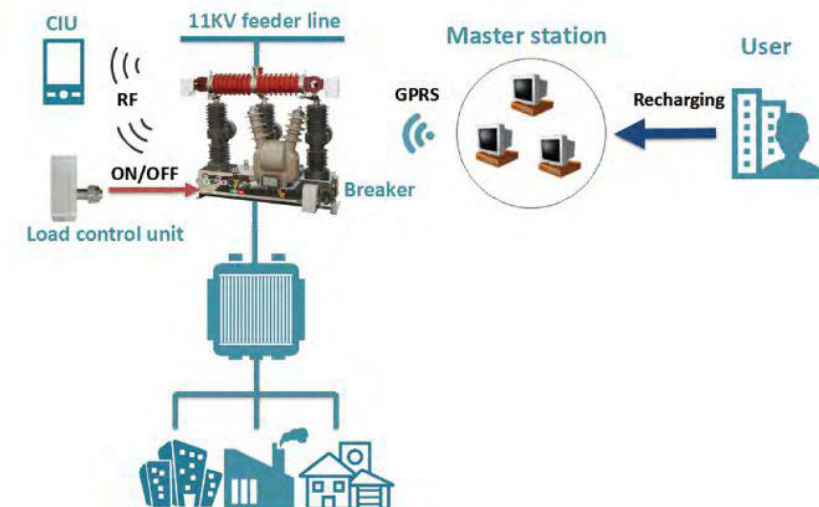 CIU
11KV feeder line
Master station
User
RF
GPRS
Recharging
ON/OFF
Breaker
Load control unit